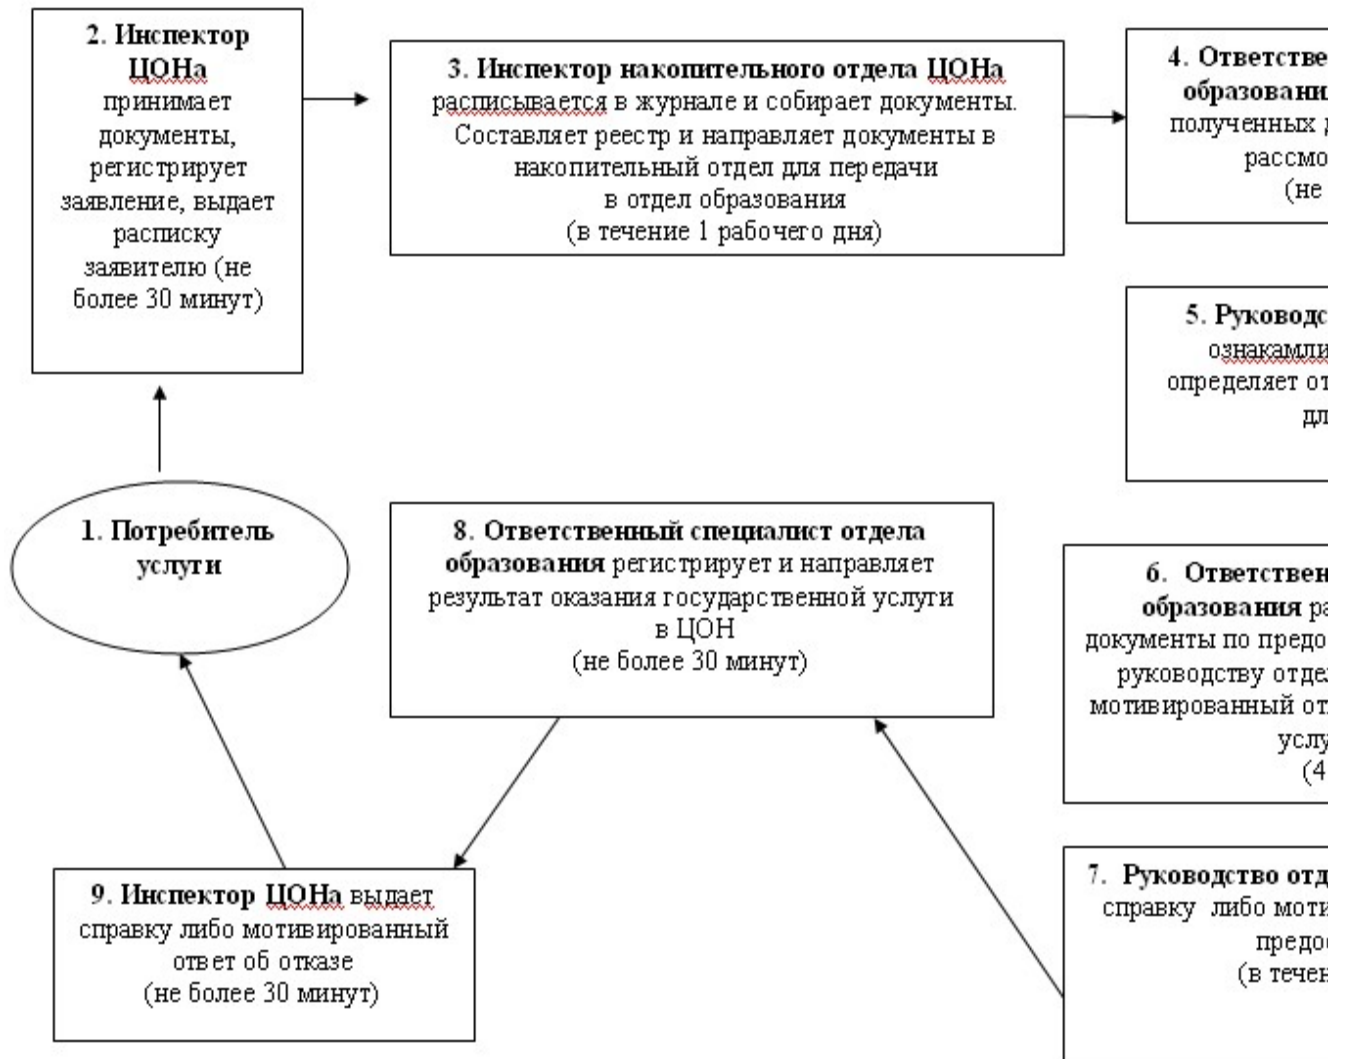 2. Инспектор
ЦОНа
принимает
документы,
регистрирует
заявление, выдает
расписку
заявителю (не
более 30 минут)
3. Инспектор накопительного отдела ЦОНа
расписывается в журнале и собирает документы.
Составляет реестр и направляет документы в
накопительный отдел для передачи
в отдел образования
(в течение 1 рабочего дня)
4. Ответстве
образовани
полученных
рассмо
(не
5. Руководс
ознакамли
определяет от
дл
1. Потребитель
услуги
8. Ответственный специалист отдела
образования регистрирует и направляет
результат оказания государственной услуги
в ЦОН
(не более 30 минут)
6. Ответствен
образования ра
документы по предо
руководству отде
мотивированный от
услу
(4
7. Руководство отд
справку либо моти
предо
(в течен
9. Инспектор ЦОНа выдает
справку либо мотивированный
ответ об отказе
(не более 30 минут)